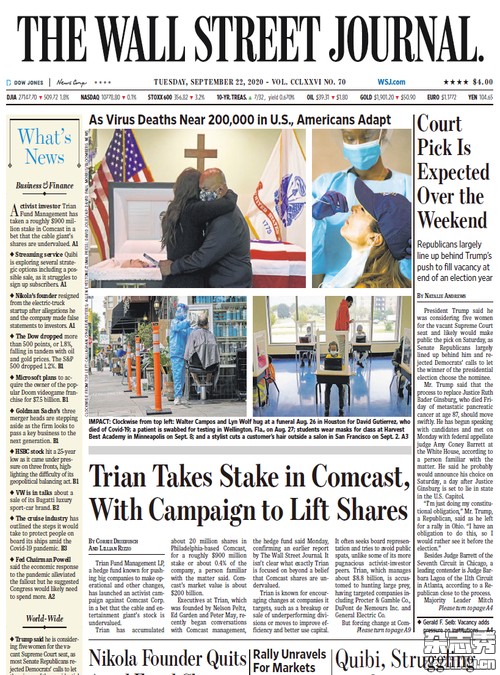 THE WALL STREET JOURNAL.
DOW JONES | News Corp ****
TUESDAY, SEPTEMBER 22, 2020 - VOL. CCLXXVI NO. 70
WSJ.com
★★★★ $4.00
DJIA 27147.70 ▼ 509.72 1.8%
NASDAQ 10778.80 ▼ 0.1%
STOXX 600 356.82 ▼ 3.2%
10-YR. TREAS. ▲ 7/32, yield 0.670%
OIL $39.31 ▼ $1.80
GOLD $1,901.20 ▼ $50.90
EURO $1.1772
YEN 104.65
What's
News
Business & Finance
Activist investor Trian
Fund Management has
taken a roughly $900 million
stake in Comcast in a
bet that the cable giant's
shares are undervalued. A1
◆ Streaming service Quibi
is exploring several strategic
options including a possible
sale, as it struggles to
sign up subscribers. A1
◆ Nikola's founder resigned
from the electric-truck
startup after allegations he
and the company made false
statements to investors. A1
◆ The Dow dropped more
than 500 points, or 1.8%,
falling in tandem with oil
and gold prices. The S&P
500 dropped 1.2%. B1
◆ Microsoft plans to acquire
the owner of the popular
Doom videogame franchise
for $7.5 billion. B1
◆ Goldman Sachs's three
merger heads are stepping
aside as the firm looks to
pass a key business to the
next generation. B1
◆ HSBC stock hit a 25-year
low as it came under pressure
on three fronts, highlighting
the difficulty of its
geopolitical balancing act. B1
◆ VW is in talks about a
sale of its Bugatti luxury
sport-car brand. B2
◆ The cruise industry has
outlined the steps it would
take to protect people on
board its ships amid the
Covid-19 pandemic. B3
◆ Fed Chairman Powell
said the economic response
to the pandemic alleviated
the fallout but he suggested
Congress would likely need
to spend more. A2
World-Wide
◆ Trump said he is considering
five women for the vacant
Supreme Court seat, as
most Senate Republicans rejected
As Virus Deaths Near 200,000 in U.S., Americans Adapt
IMPACT: Clockwise from top left: Walter Campos and Lyn Wolf hug at a funeral Aug. 26 in Houston for David Gutierrez, who
died of Covid-19; a patient is swabbed for testing in Wellington, Fla., on Aug. 27; students wear masks for class at Harvest
Best Academy in Minneapolis on Sept. 8; and a stylist cuts a customer's hair outside a salon in San Francisco on Sept. 2. A3
Court
Pick Is
Expected
Over the
Weekend
Republicans largely
line up behind Trump's
push to fill vacancy at
end of an election year
BY NATALIE ANDREWS
President Trump said he
was considering five women
for the vacant Supreme Court
seat and likely would make
public the pick on Saturday, as
Senate Republicans largely
lined up behind him and rejected
Democrats' calls to let
the winner of the presidential
election choose the nominee.
Mr. Trump said that the
process to replace Justice Ruth
Bader Ginsburg, who died Friday
of metastatic pancreatic
cancer at age 87, should move
swiftly. He has begun speaking
with candidates and met on
Monday with federal appellate
judge Amy Coney Barrett at
the White House, according to
a person familiar with the
matter. He said he probably
would announce his choice on
Saturday, a day after Justice
Ginsburg is set to lie in state
in the U.S. Capitol.
"I'm just doing my constitutional
obligation," Mr. Trump,
a Republican, said as he left
for a rally in Ohio. "I have an
obligation to do this, so I
would rather see it before the
election."
Besides Judge Barrett of the
Seventh Circuit in Chicago, a
leading contender is Judge Barbara
Lagoa of the 11th Circuit
in Atlanta, according to a Republican
close to the process.
Majority Leader Mitch
Please turn to page A4
◆ Gerald F. Seib: Vacancy adds
pressure on institutions... A4
Trian Takes Stake in Comcast,
With Campaign to Lift Shares
BY CORRIE DRIEBUSCH
AND LILLIAN RIZZO
Trian Fund Management LP,
a hedge fund known for pushing
big companies to make operational
and other changes,
has launched an activist campaign
against Comcast Corp.
in a bet that the cable and entertainment
giant's stock is
undervalued.
Trian has accumulated
about 20 million shares in
Philadelphia-based Comcast,
for a roughly $900 million
stake or about 0.4% of the
company, a person familiar
with the matter said. Comcast's
market value is about
$200 billion.
Executives at Trian, which
was founded by Nelson Peltz,
Ed Garden and Peter May, recently
began conversations
with Comcast management,
the hedge fund said Monday,
confirming an earlier report
by The Wall Street Journal. It
isn't clear what exactly Trian
is focused on beyond a belief
that Comcast shares are undervalued.
Trian is known for encouraging
changes at companies it
targets, such as a breakup or
sale of underperforming divisions
or moves to improve efficiency
and better use capital.
It often seeks board representation
and tries to avoid public
spats, unlike some of its more
pugnacious activist-investor
peers. Trian, which manages
about $8.8 billion, is accustomed
to hunting large prey,
having targeted companies including
Procter & Gamble Co.,
DuPont de Nemours Inc. and
General Electric Co.
But forcing change at Com-
Please turn to page A9
Nikola Founder Quits
Rally Unravels
For Markets
Quibi, Struggling